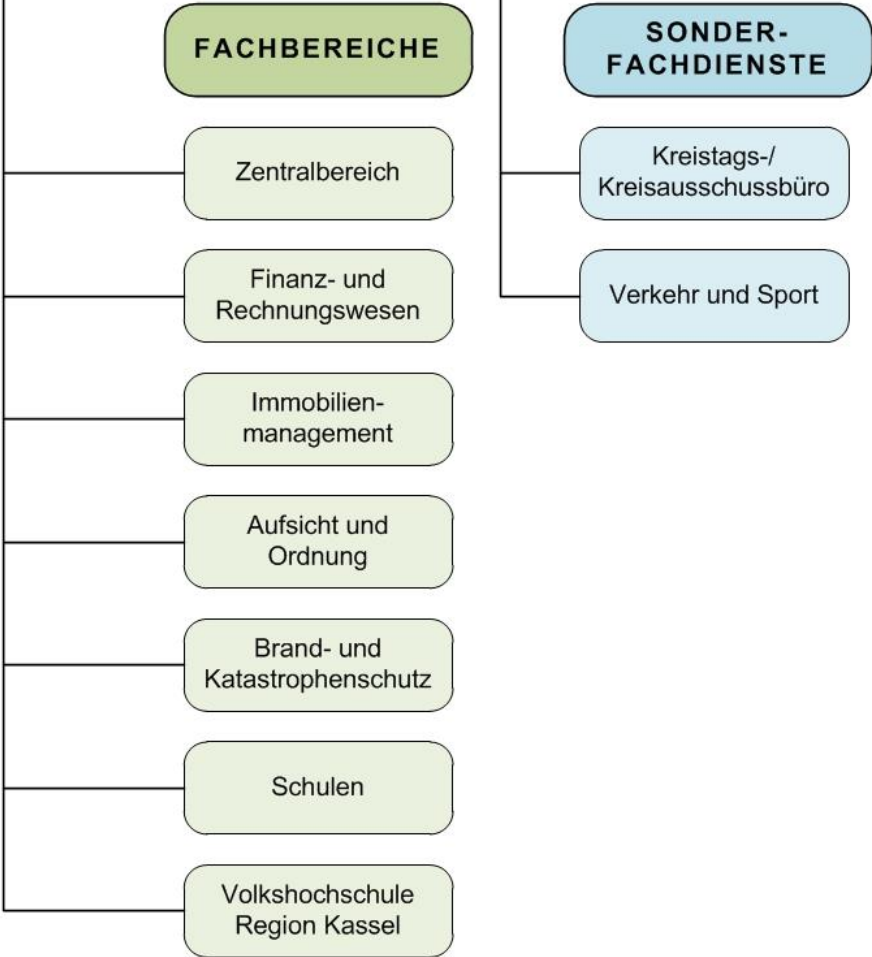 FACHBEREICHE
Zentralbereich
Finanz- und
Rechnungswesen
Immobilien-
management
Aufsicht und
Ordnung
Brand- und
Katastrophenschutz
Schulen
Volkshochschule
Region Kassel
SONDER-
FACHDIENSTE
Kreistags-/
Kreisausschussbüro
Verkehr und Sport